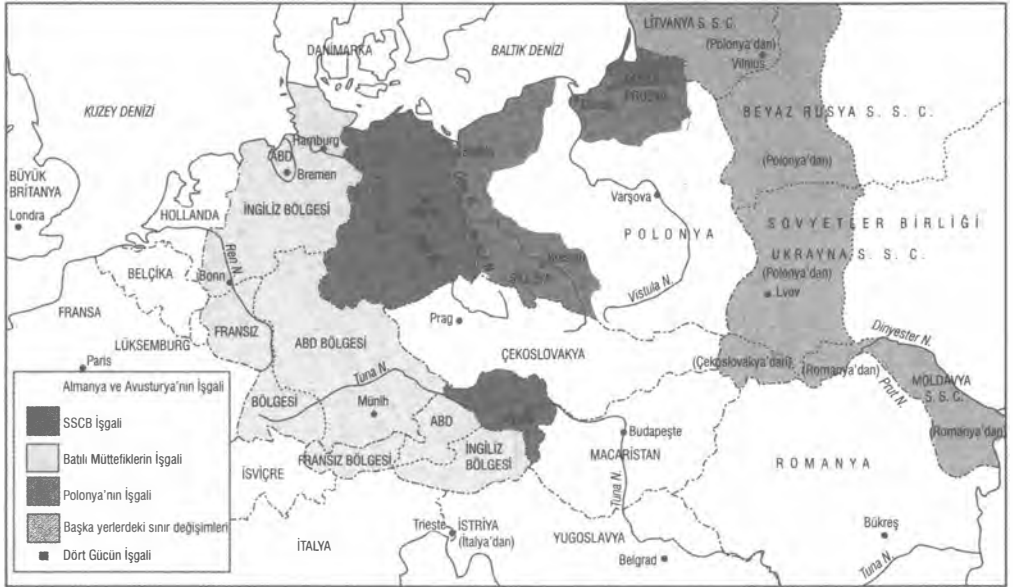 LİTVANYA S.S.C.
(Polonya'dan)
Vilnius
DANİMARKA
BALTIK DENİZİ
KUZEY DENİZİ
PRUSYA
BEYAZ RUSYA S. S. C.
Hamburg
ABD
Bremen
(Polonya'dan)
BÜYÜK
BRİTANYA
Londra
HOLLANDA
İNGİLİZ BÖLGESİ
Varşova
POLONYA
SOVYETLER BİRLİĞİ
UKRAYNA S. S. C.
(Polonya'dan)
Lvov
BELÇİKA
Ren N.
Bonn
SİLEZYA
Vistula N.
FRANSA
LÜKSEMBURG
FRANSIZ
ABD BÖLGESİ
Prag
ÇEKOSLOVAKYA
Dinyester N.
Paris
(Çekoslovakya'dan)
(Romanya'dan)
Prut N.
MOLDAVYA
S. S. C.
(Romanya'dan)
Tuna N.
BÖLGESİ
Münih
ABD
İNGİLİZ
BÖLGESİ
FRANSIZ BÖLGESİ
Budapeşte
MACARİSTAN
Tuna N.
ROMANYA
İSVİÇRE
İTALYA
Trieste
İSTRİYA
(İtalya'dan)
YUGOSLAVYA
Belgrad
Bükreş
Tuna N.
Almanya ve Avusturya'nın İşgali
SSCB İşgali
Batılı Müttefiklerin İşgali
Polonya'nın İşgali
Başka yerlerdeki sınır değişimleri
Dört Gücün İşgali